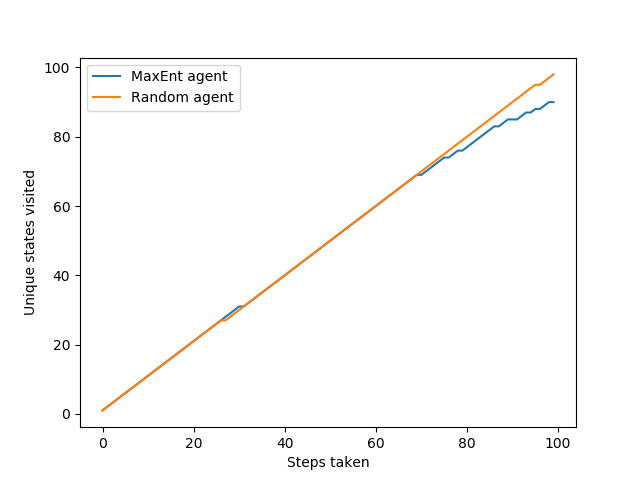 MaxEnt agent
Random agent
100
80
60
40
20
0
Unique states visited
0 20 40 60 80 100
Steps taken